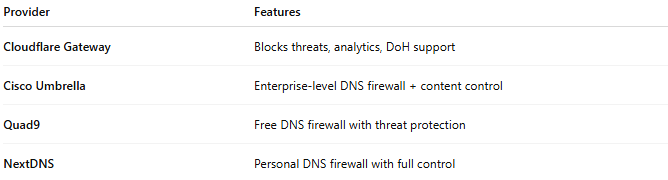 Provider Features
Cloudflare Gateway Blocks threats, analytics, DoH support
Cisco Umbrella Enterprise-level DNS firewall + content control
Quad9 Free DNS firewall with threat protection
NextDNS Personal DNS firewall with full control